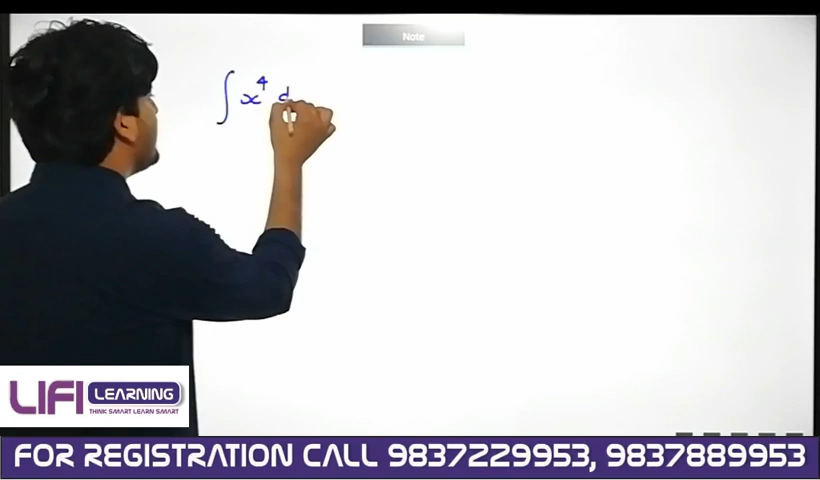 Note
∫ x⁴ d
LIFI LEARNING
THINK SMART LEARN SMART
FOR REGISTRATION CALL 9837229953, 9837889953